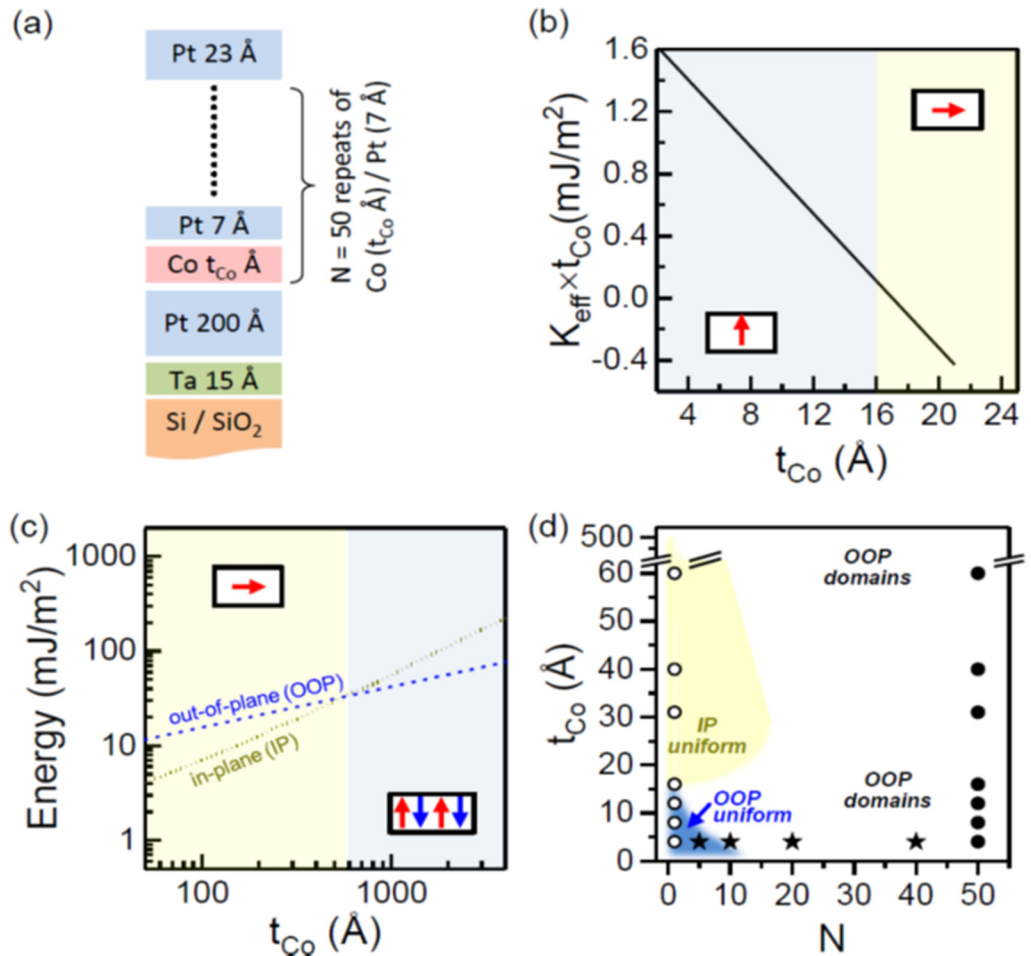 (a)
Pt 23 Å
Pt 7 Å
Co t_Co Å
Pt 200 Å
Ta 15 Å
Si / SiO₂
N = 50 repeats of
Co (t_Co Å) / Pt (7 Å)
(b)
K_eff×t_Co(mJ/m²)
1.6
1.2
0.8
0.4
0.0
-0.4
4 8 12 16 20 24
t_Co (Å)
(c)
Energy (mJ/m²)
1000
100
10
1
out-of-plane (OOP)
in-plane (IP)
100 1000
t_Co (Å)
(d)
t_Co (Å)
500
60
50
40
30
20
10
0
OOP
domains
IP
uniform
OOP
domains
OOP
uniform
0 10 20 30 40 50
N